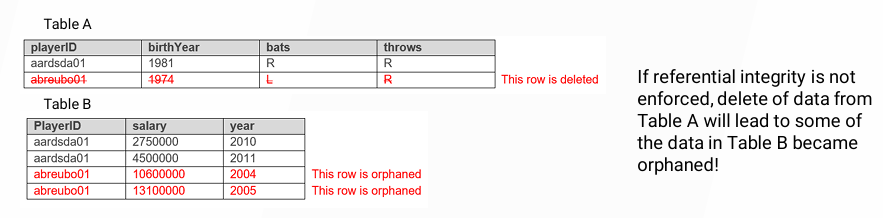 Table A
playerID birthYear bats throws
aardsda01 1981 R R
abreubo01 1974 L R This row is deleted
Table B
PlayerID salary year
aardsda01 2750000 2010
aardsda01 4500000 2011
abreubo01 10600000 2004 This row is orphaned
abreubo01 13100000 2005 This row is orphaned
If referential integrity is not
enforced, delete of data from
Table A will lead to some of
the data in Table B became
orphaned!